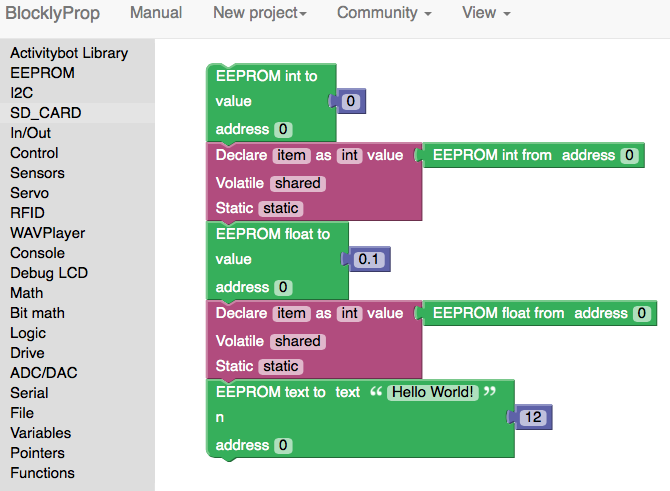 BlocklyProp Manual New project Community View
Activitybot Library
EEPROM
I2C
SD_CARD
In/Out
Control
Sensors
Servo
RFID
WAVPlayer
Console
Debug LCD
Math
Bit math
Logic
Drive
ADC/DAC
Serial
File
Variables
Pointers
Functions
EEPROM int to
value 0
address 0
Declare item as int value EEPROM int from address 0
Volatile shared
Static static
EEPROM float to
value 0.1
address 0
Declare item as int value EEPROM float from address 0
Volatile shared
Static static
EEPROM text to text “ Hello World! ”
n 12
address 0